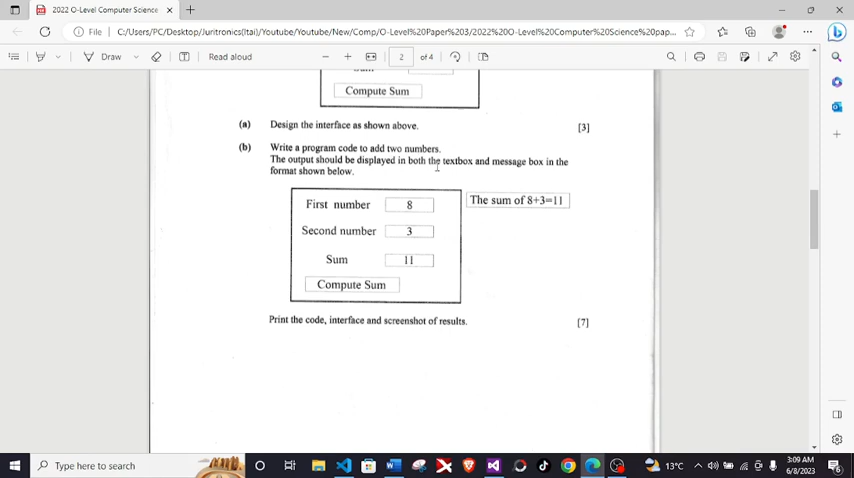 2022 O-Level Computer Science
File
C:/Users/PC/Desktop/Juritronics(Itai)/Youtube/Youtube/New/Comp/O-Level%20Paper%203/2022%20O-Level%20Computer%20Science%20pap...
Draw
Read aloud
2 of 4
Compute Sum
(a) Design the interface as shown above. [3]
(b) Write a program code to add two numbers.
The output should be displayed in both the textbox and message box in the
format shown below.
First number 8
The sum of 8+3=11
Second number 3
Sum 11
Compute Sum
Print the code, interface and screenshot of results. [7]
Type here to search
13°C
3:09 AM
6/8/2023